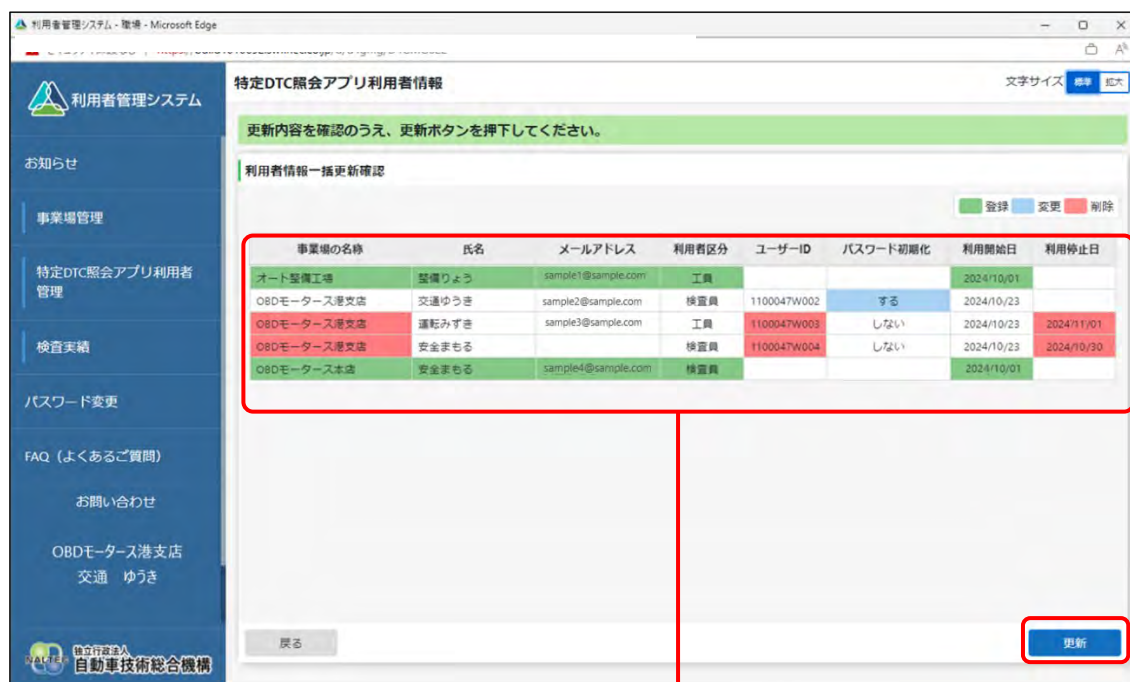 利用者管理システム - 職場 - Microsoft Edge
利用者管理システム
特定DTC照会アプリ利用者情報
文字サイズ 標準 拡大
更新内容を確認のうえ、更新ボタンを押下してください。
お知らせ
利用者情報一括更新確認
事業場管理
登録 変更 削除
事業場の名称 氏名 メールアドレス 利用者区分 ユーザーID パスワード初期化 利用開始日 利用停止日
特定DTC照会アプリ利用者
管理
オート整備工場 整備りょう sample1@sample.com 工員 2024/10/01
OBDモータース港支店 交通ゆうき sample2@sample.com 検査員 1100047W002 する 2024/10/23
OBDモータース港支店 運転みずき sample3@sample.com 工員 1100047W003 しない 2024/10/23 2024/11/01
OBDモータース港支店 安全まもる 検査員 1100047W004 しない 2024/10/23 2024/10/30
OBDモータース本店 安全まもる sample4@sample.com 検査員 2024/10/01
検査実績
パスワード変更
FAQ（よくあるご質問）
お問い合わせ
OBDモータース港支店
交通 ゆうき
戻る
更新
NALTEC
独立行政法人
自動車技術総合機構